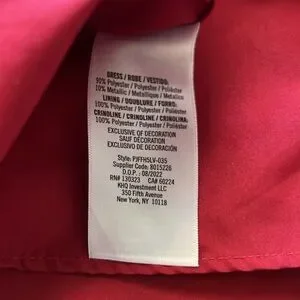 DRESS / ROBE / VESTIDO:
90% Polyester / Polyester / Poliéster
10% Metallic / Metallique / Metálico
LINING / DOUBLURE / FORRO:
100% Polyester / Polyester / Poliéster
CRINOLINE / CRINOLINE / CRINOLINA:
100% Polyester / Polyester / Poliéster
EXCLUSIVE OF DECORATION
SAUF DÉCORATION
EXCLUSIVO DE DECORACIÓN
Style: PJFFH5LV-035
Supplier Code: 8015226
D.O.P. : 08/2022
RN# 130323 CA# 60224
KHQ Investment LLC
350 Fifth Avenue
New York, NY 10118